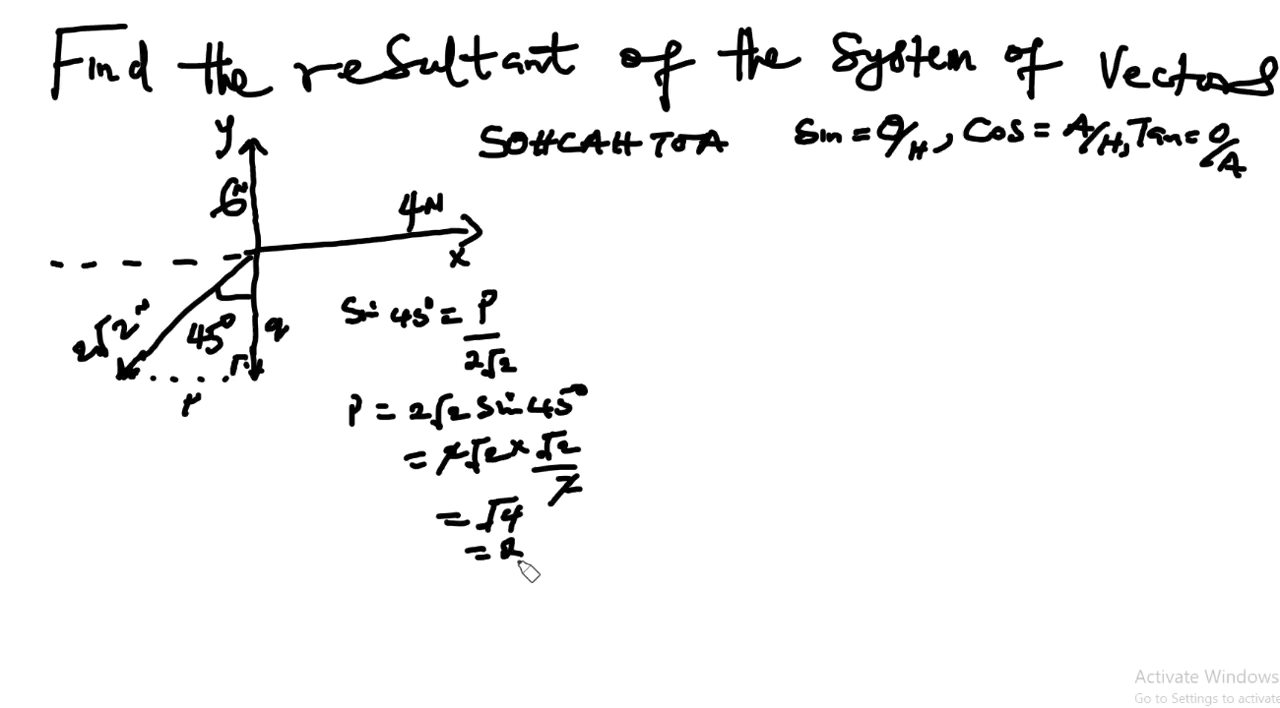 Find the resultant of the System of Vectors
SOHCAHTOA Sin = O/H, Cos = A/H, Tan = O/A
y
6N
4N
x
2√2 N
45°
q
P
Sin 45° = P / 2√2
P = 2√2 Sin 45°
= 2√2 × √2/2
= √4
= 2
Activate Windows
Go to Settings to activate